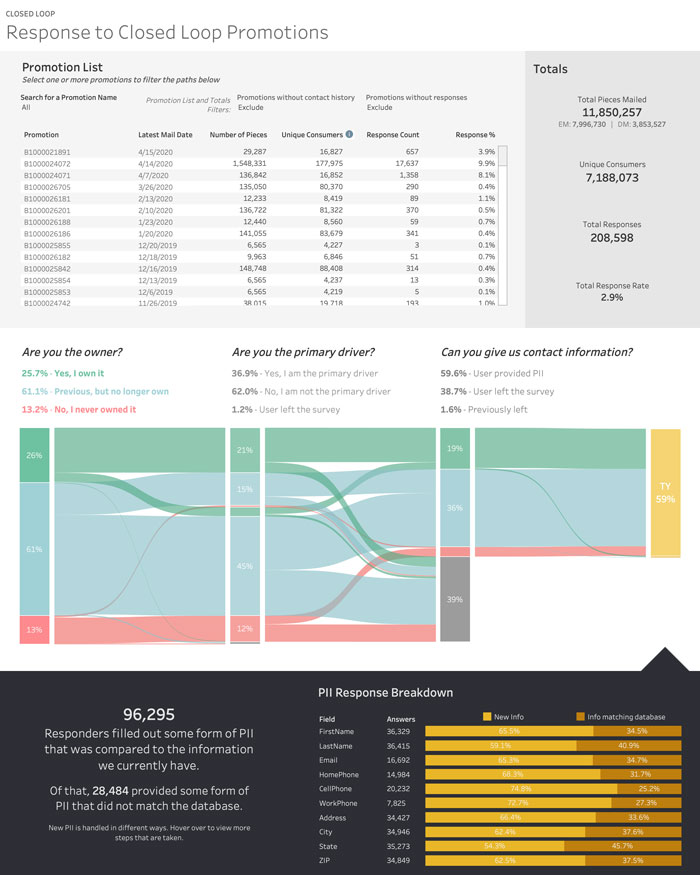 CLOSED LOOP
Response to Closed Loop Promotions
Promotion List
Select one or more promotions to filter the paths below
Search for a Promotion Name
All
Promotion List and Totals Filters:
Promotions without contact history
Exclude
Promotions without responses
Exclude
Promotion Latest Mail Date Number of Pieces Unique Consumers Response Count Response %
B1000021891 4/15/2020 29,287 16,827 657 3.9%
B1000024072 4/14/2020 1,548,331 177,975 17,637 9.9%
B1000024071 4/7/2020 136,842 16,852 1,358 8.1%
B1000026705 3/26/2020 135,050 80,370 290 0.4%
B1000026181 2/13/2020 12,233 8,419 89 1.1%
B1000026201 2/10/2020 136,722 81,322 370 0.5%
B1000026188 1/23/2020 12,440 8,560 59 0.7%
B1000026186 1/20/2020 141,055 83,679 341 0.4%
B1000025855 12/20/2019 6,565 4,227 3 0.1%
B1000026182 12/18/2019 9,963 6,846 51 0.7%
B1000025842 12/16/2019 148,748 88,408 314 0.4%
B1000025854 12/13/2019 6,565 4,237 13 0.3%
B1000025853 12/6/2019 6,565 4,219 5 0.1%
B1000024742 11/26/2019 38,015 19,718 193 1.0%
Totals
Total Pieces Mailed
11,850,257
EM: 7,996,730 | DM: 3,853,527
Unique Consumers
7,188,073
Total Responses
208,598
Total Response Rate
2.9%
Are you the owner?
25.7% - Yes, I own it
61.1% - Previous, but no longer own
13.2% - No, I never owned it
Are you the primary driver?
36.9% - Yes, I am the primary driver
62.0% - No, I am not the primary driver
1.2% - User left the survey
Can you give us contact information?
59.6% - User provided PII
38.7% - User left the survey
1.6% - Previously left
26%
61%
13%
21%
15%
45%
12%
19%
36%
39%
TY
59%
96,295
Responders filled out some form of PII
that was compared to the information
we currently have.
Of that, 28,484 provided some form of
PII that did not match the database.
New PII is handled in different ways. Hover over to view more
steps that are taken.
PII Response Breakdown
Field Answers New Info Info matching database
FirstName 36,329 65.5% 34.5%
LastName 36,415 59.1% 40.9%
Email 16,692 65.3% 34.7%
HomePhone 14,984 68.3% 31.7%
CellPhone 20,232 74.8% 25.2%
WorkPhone 7,825 72.7% 27.3%
Address 34,427 66.4% 33.6%
City 34,946 62.4% 37.6%
State 35,273 54.3% 45.7%
ZIP 34,849 62.5% 37.5%